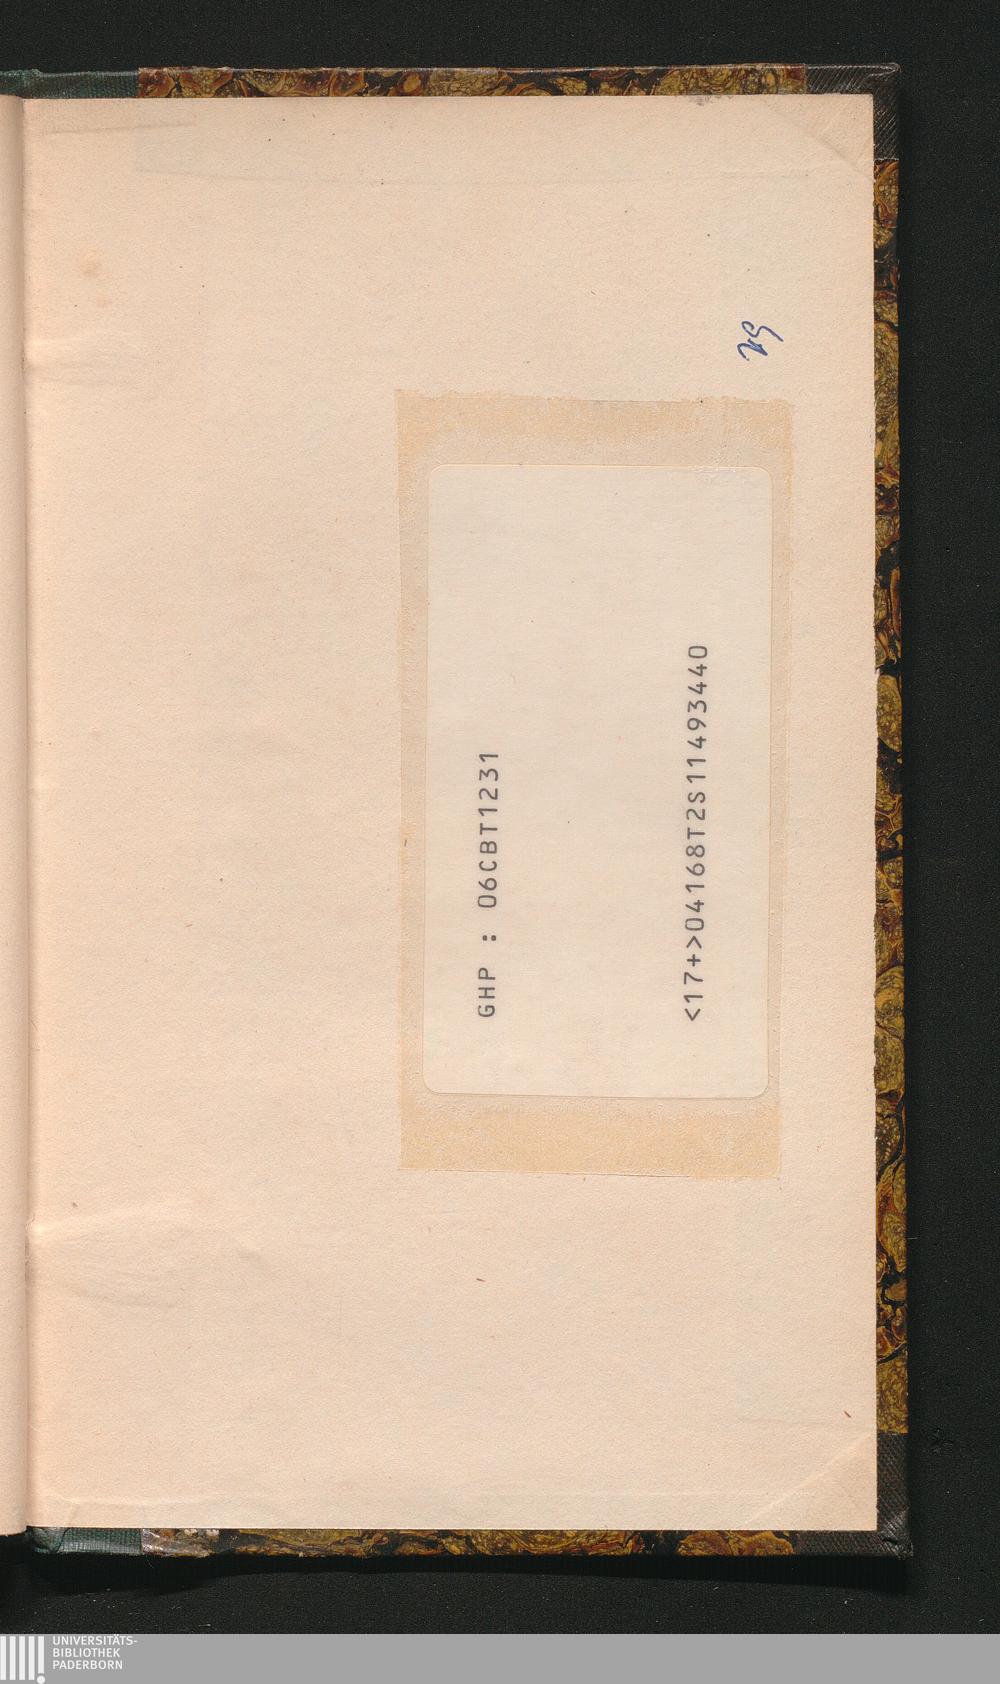 GHP : 06CBT1231
<17+>04168T2S11493440
UNIVERSITÄTS-
BIBLIOTHEK
PADERBORN